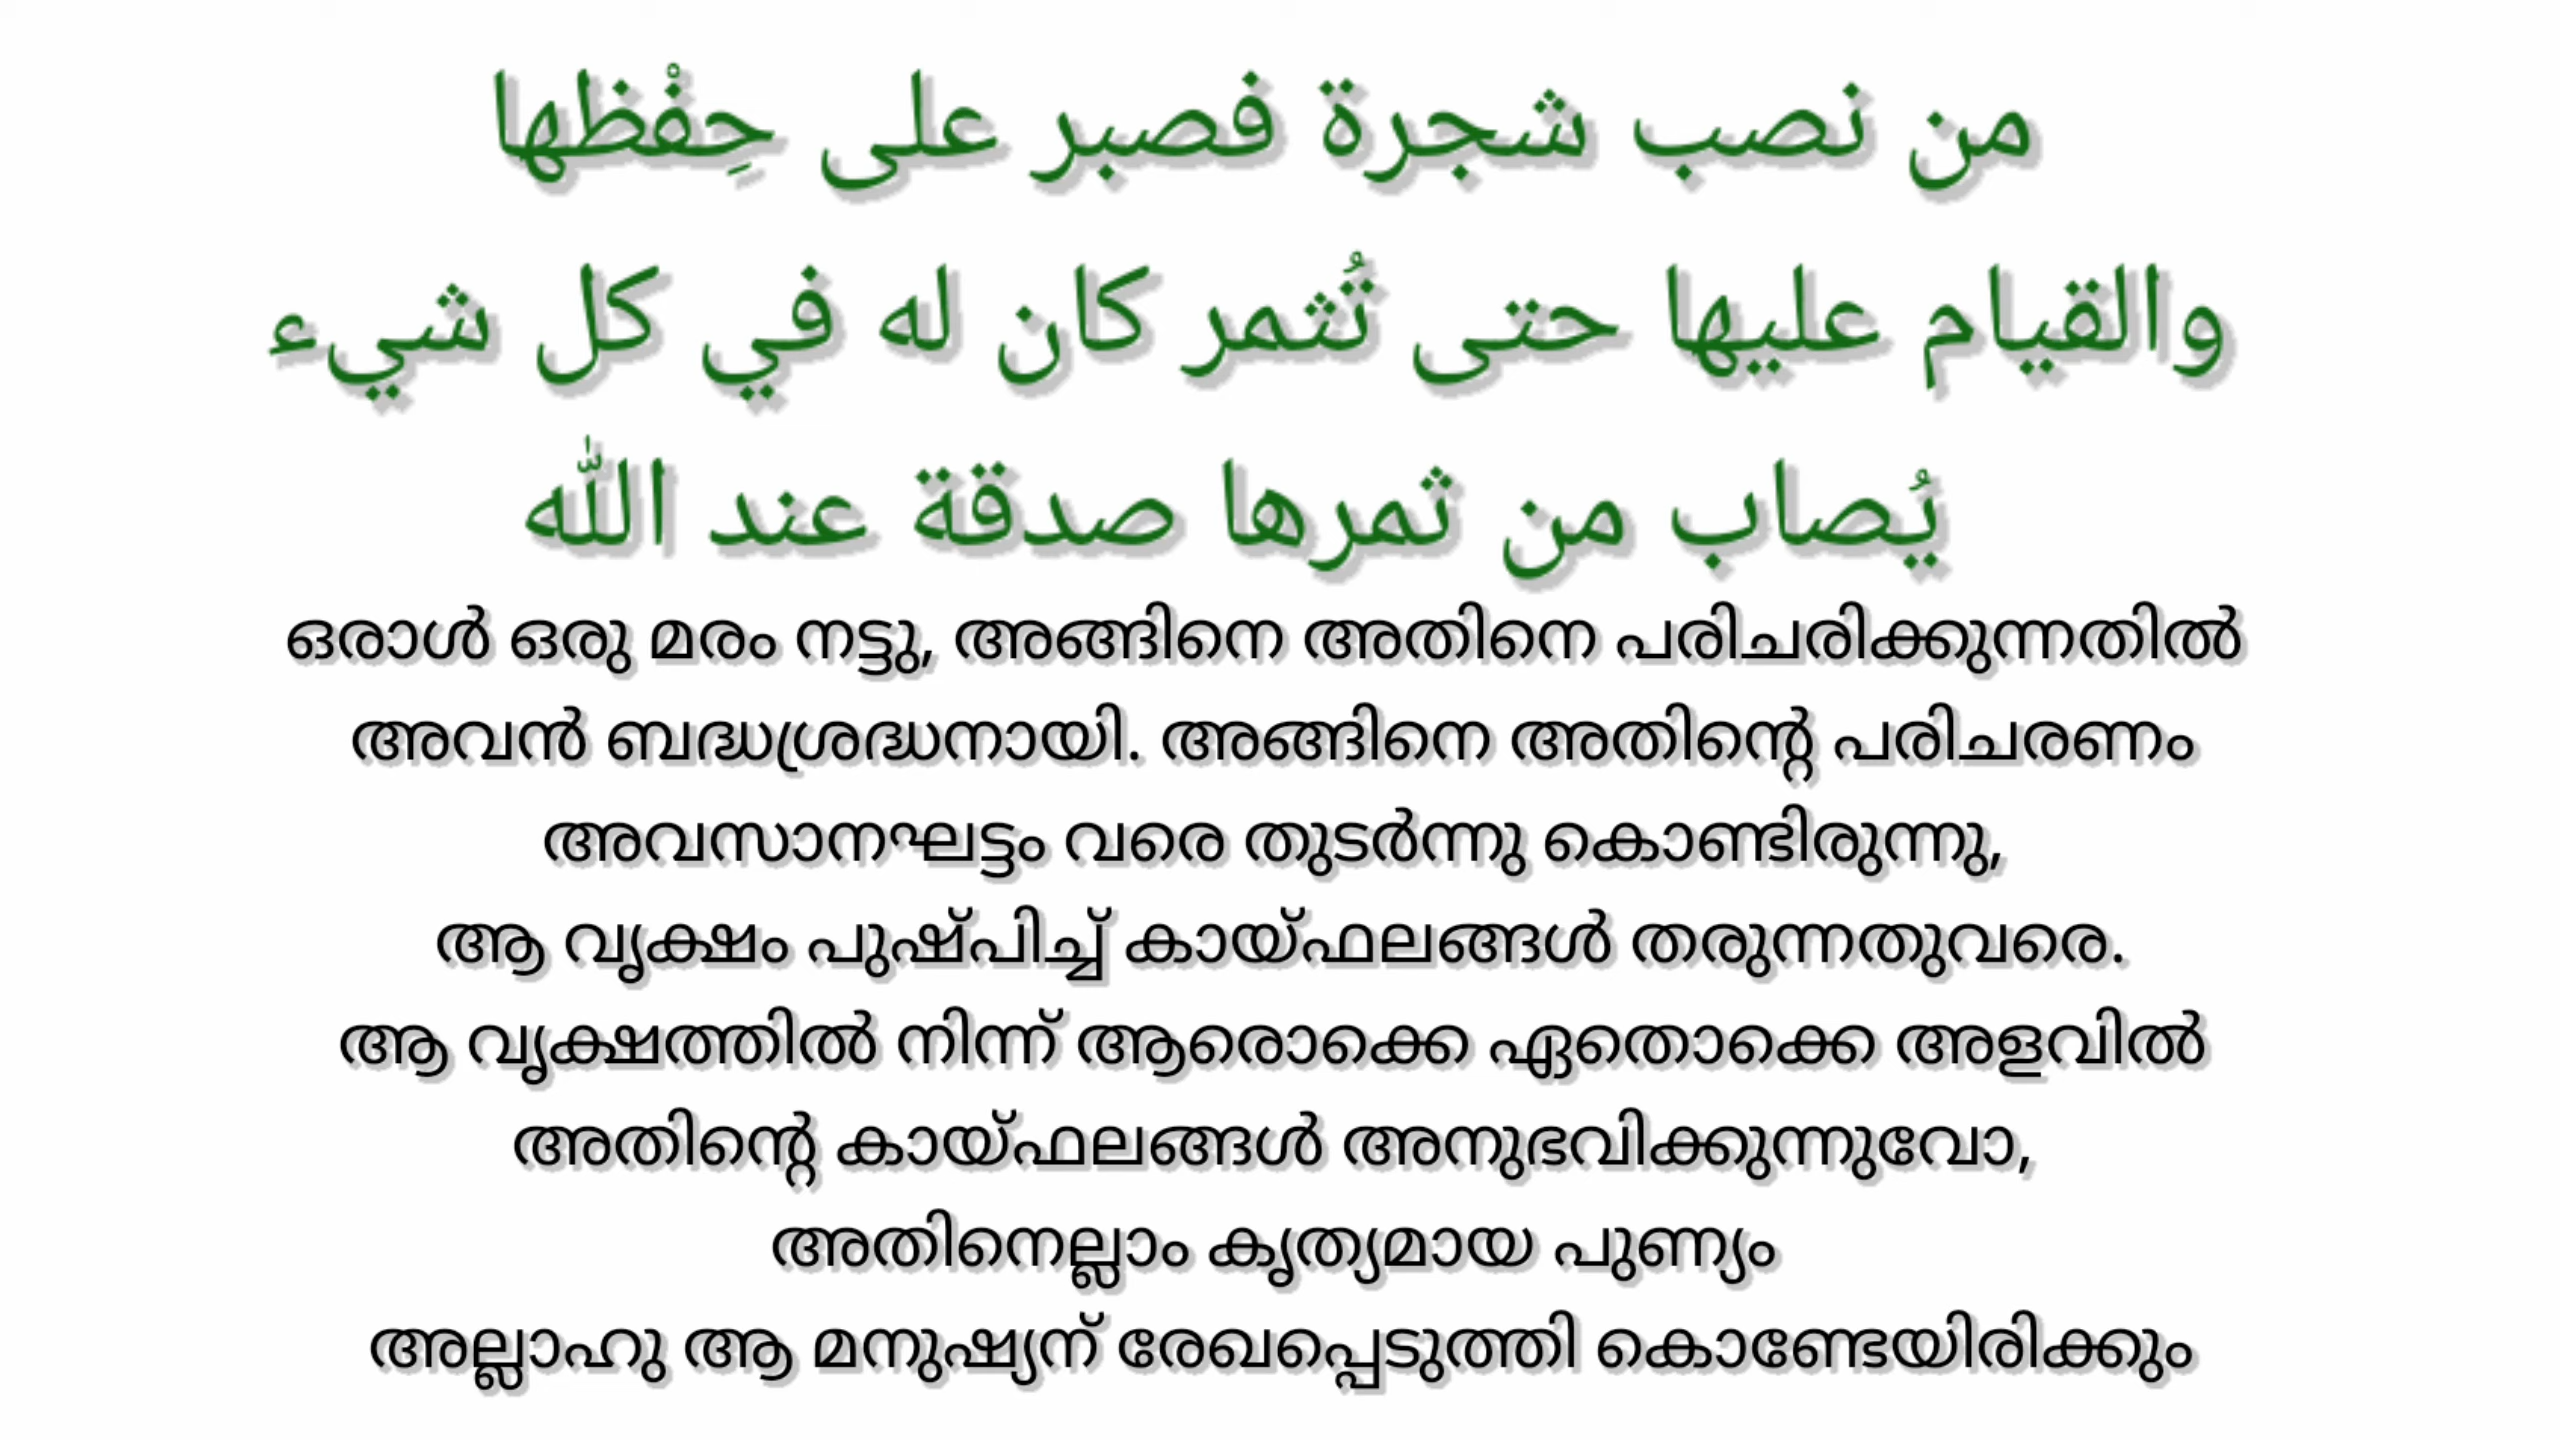 من نصب شجرة فصبر على حِفْظها
والقيام عليها حتى تُثمر كان له في كل شيء
يُصاب من ثمرها صدقة عند اللّٰه
ഒരാൾ ഒരു മരം നട്ടു, അങ്ങിനെ അതിനെ പരിചരിക്കുന്നതിൽ
അവൻ ബദ്ധശ്രദ്ധനായി. അങ്ങിനെ അതിന്റെ പരിചരണം
അവസാനഘട്ടം വരെ തുടർന്നു കൊണ്ടിരുന്നു,
ആ വൃക്ഷം പുഷ്പിച്ച് കായ്ഫലങ്ങൾ തരുന്നതുവരെ.
ആ വൃക്ഷത്തിൽ നിന്ന് ആരൊക്കെ ഏതൊക്കെ അളവിൽ
അതിന്റെ കായ്ഫലങ്ങൾ അനുഭവിക്കുന്നുവോ,
അതിനെല്ലാം കൃത്യമായ പുണ്യം
അല്ലാഹു ആ മനുഷ്യന് രേഖപ്പെടുത്തി കൊണ്ടേയിരിക്കും